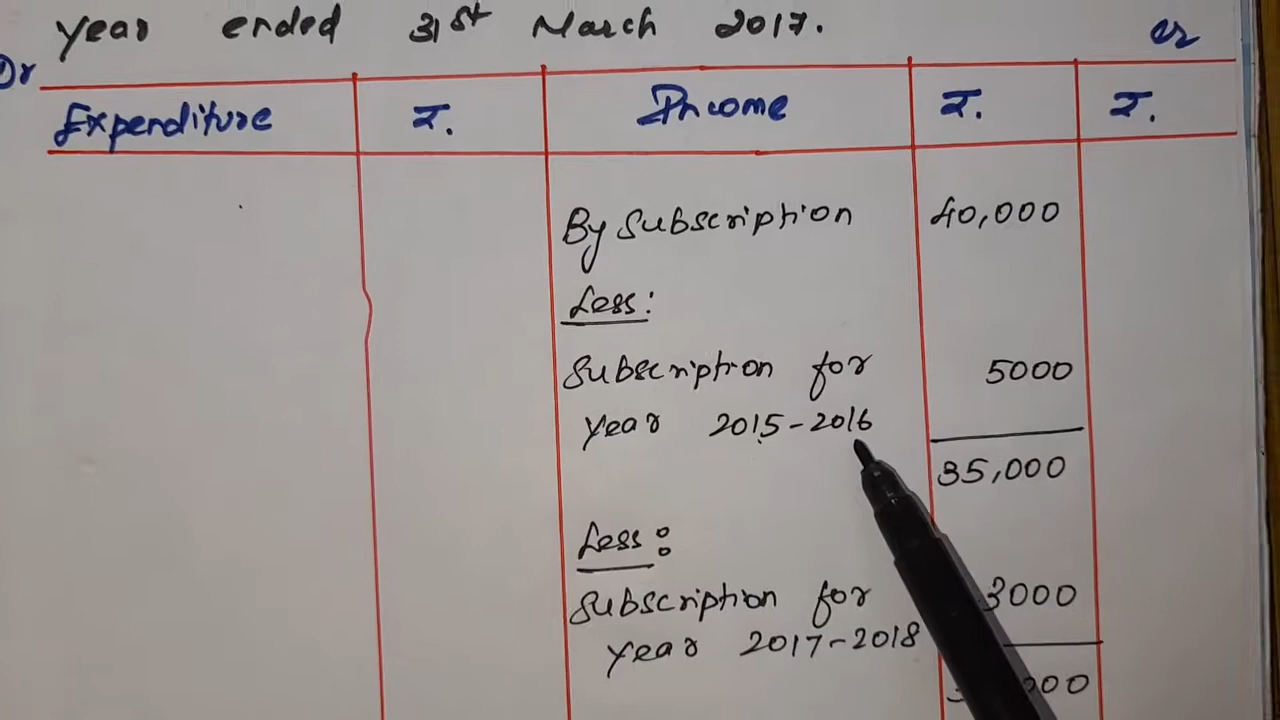 year ended 31st March 2017.
Dr
Cr
Expenditure ₹. Income ₹. ₹.
By Subscription 40,000
Less:
Subscription for 5000
year 2015-2016
35,000
Less:
Subscription for 3000
year 2017-2018